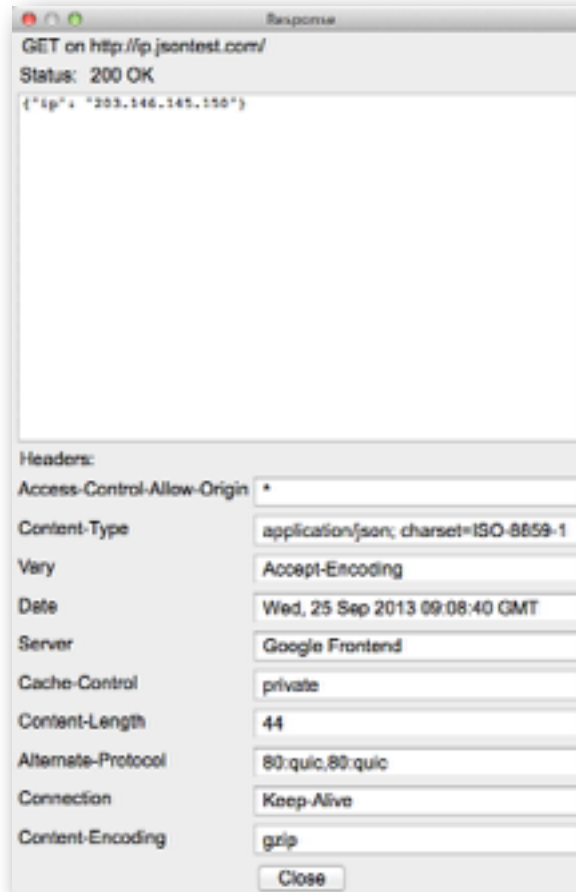 Response
GET on http://ip.jsontest.com/
Status: 200 OK
{"ip": "203.146.145.150"}
Headers:
Access-Control-Allow-Origin *
Content-Type application/json; charset=ISO-8859-1
Vary Accept-Encoding
Date Wed, 25 Sep 2013 09:08:40 GMT
Server Google Frontend
Cache-Control private
Content-Length 44
Alternate-Protocol 80:quic,80:quic
Connection Keep-Alive
Content-Encoding gzip
Close